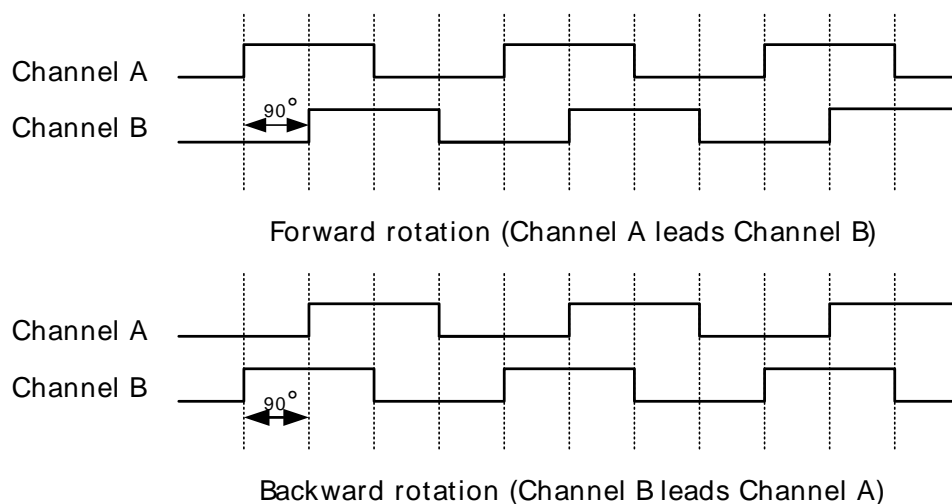 Channel A
90°
Channel B
Forward rotation (Channel A leads Channel B)
Channel A
Channel B
90°
Backward rotation (Channel B leads Channel A)